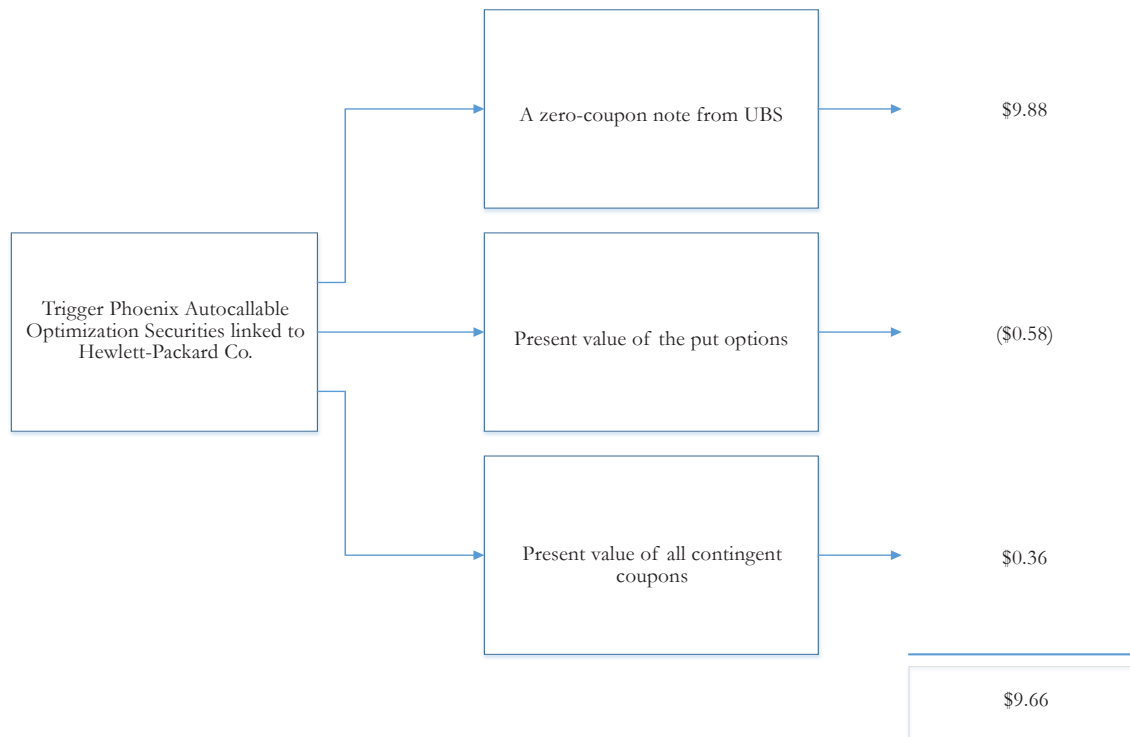 A zero-coupon note from UBS
$9.88
Trigger Phoenix Autocallable
Optimization Securities linked to
Hewlett-Packard Co.
Present value of the put options
($0.58)
Present value of all contingent
coupons
$0.36
$9.66